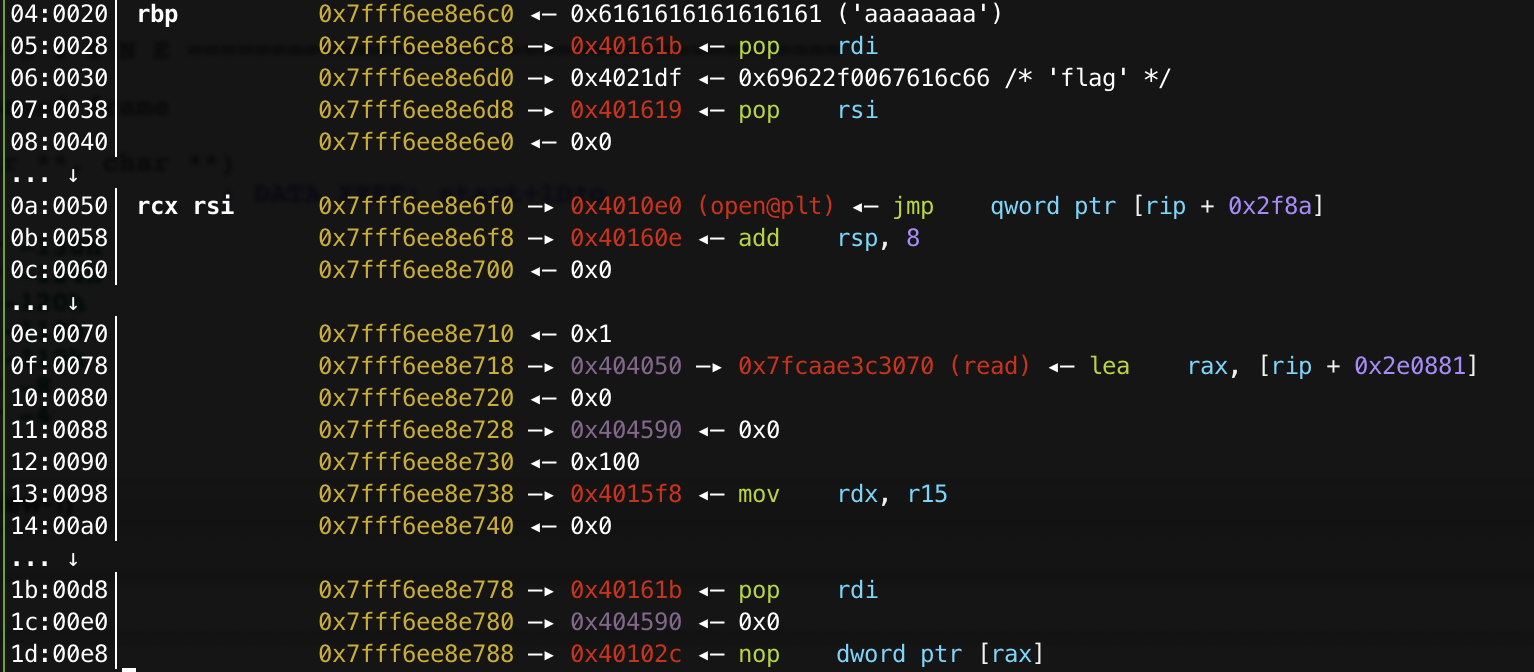 04:0020│ rbp 0x7fff6ee8e6c0 ◂— 0x6161616161616161 ('aaaaaaaa')
05:0028│ 0x7fff6ee8e6c8 —▸ 0x40161b ◂— pop rdi
06:0030│ 0x7fff6ee8e6d0 —▸ 0x4021df ◂— 0x69622f0067616c66 /* 'flag' */
07:0038│ 0x7fff6ee8e6d8 —▸ 0x401619 ◂— pop rsi
08:0040│ 0x7fff6ee8e6e0 ◂— 0x0
... ↓
0a:0050│ rcx rsi 0x7fff6ee8e6f0 —▸ 0x4010e0 (open@plt) ◂— jmp qword ptr [rip + 0x2f8a]
0b:0058│ 0x7fff6ee8e6f8 —▸ 0x40160e ◂— add rsp, 8
0c:0060│ 0x7fff6ee8e700 ◂— 0x0
... ↓
0e:0070│ 0x7fff6ee8e710 ◂— 0x1
0f:0078│ 0x7fff6ee8e718 —▸ 0x404050 —▸ 0x7fcaae3c3070 (read) ◂— lea rax, [rip + 0x2e0881]
10:0080│ 0x7fff6ee8e720 ◂— 0x0
11:0088│ 0x7fff6ee8e728 —▸ 0x404590 ◂— 0x0
12:0090│ 0x7fff6ee8e730 ◂— 0x100
13:0098│ 0x7fff6ee8e738 —▸ 0x4015f8 ◂— mov rdx, r15
14:00a0│ 0x7fff6ee8e740 ◂— 0x0
... ↓
1b:00d8│ 0x7fff6ee8e778 —▸ 0x40161b ◂— pop rdi
1c:00e0│ 0x7fff6ee8e780 —▸ 0x404590 ◂— 0x0
1d:00e8│ 0x7fff6ee8e788 —▸ 0x40102c ◂— nop dword ptr [rax]